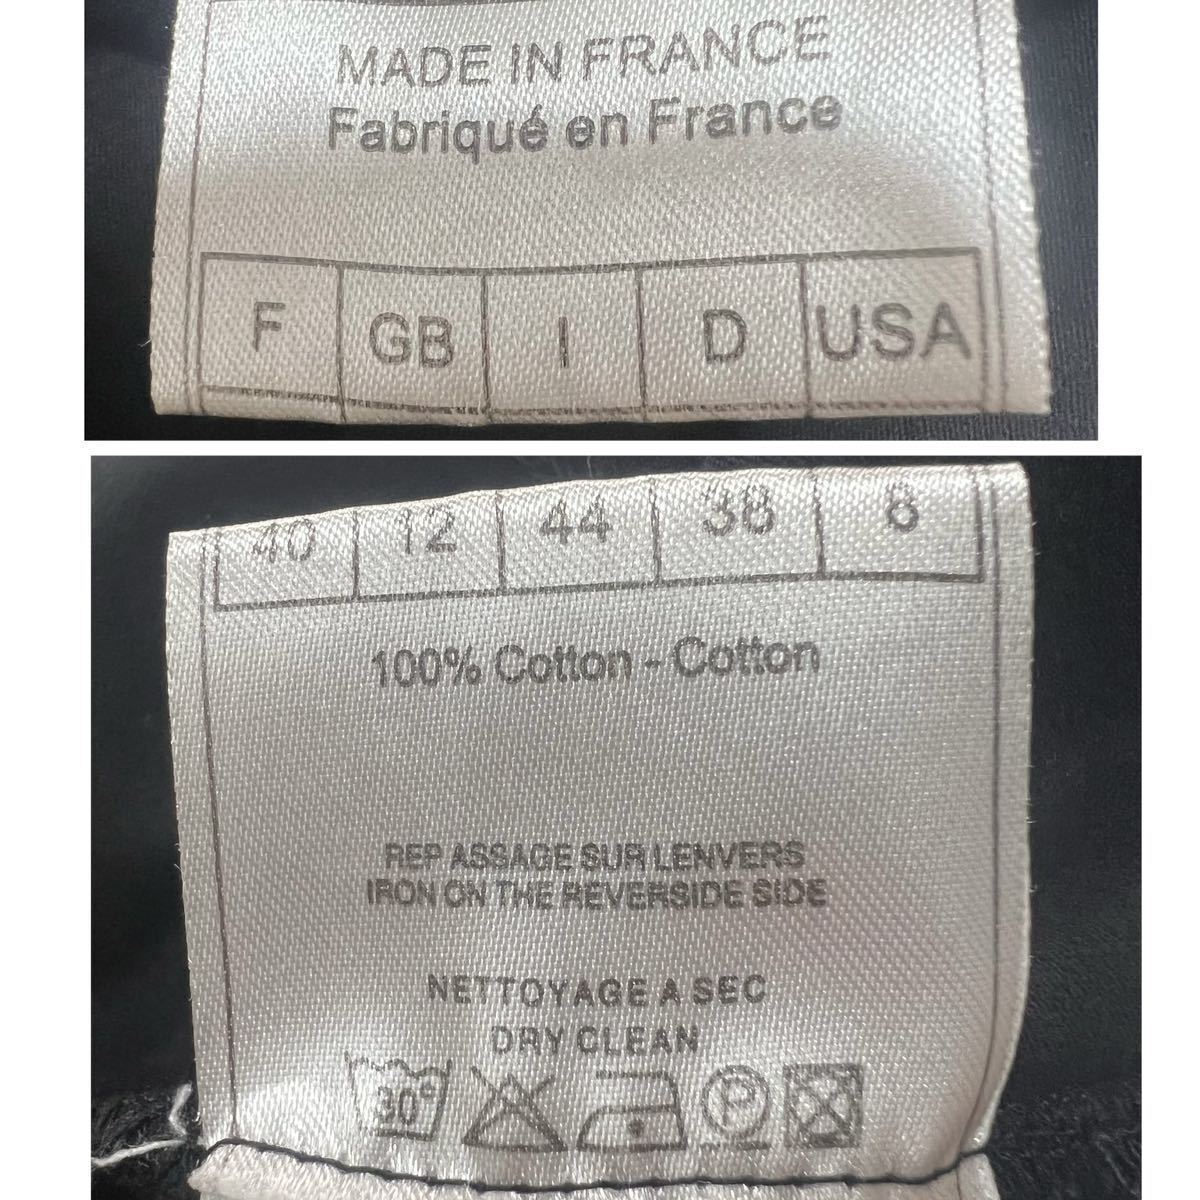 MADE IN FRANCE
Fabriqué en France
F GB I D USA
40 12 44 38 8
100% Cotton - Cotton
REP ASSAGE SUR LENVERS
IRON ON THE REVERSIDE SIDE
NETTOYAGE A SEC
DRY CLEAN
30° P